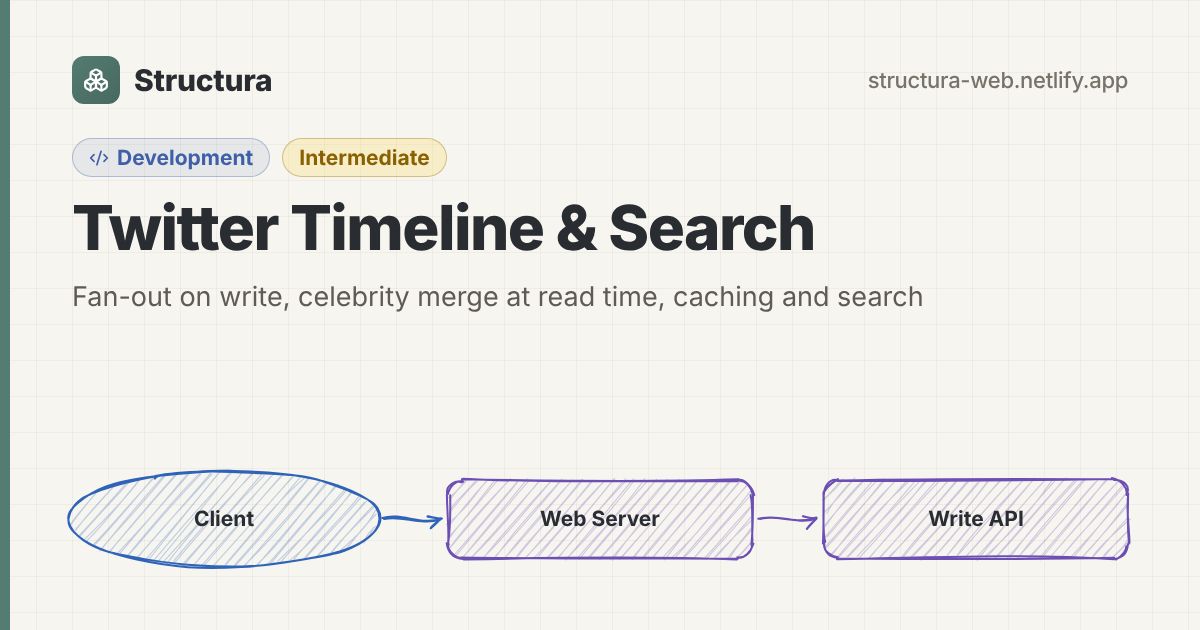 Structura
structura-web.netlify.app
Development
Intermediate
Twitter Timeline & Search
Fan-out on write, celebrity merge at read time, caching and search
Client
Web Server
Write API